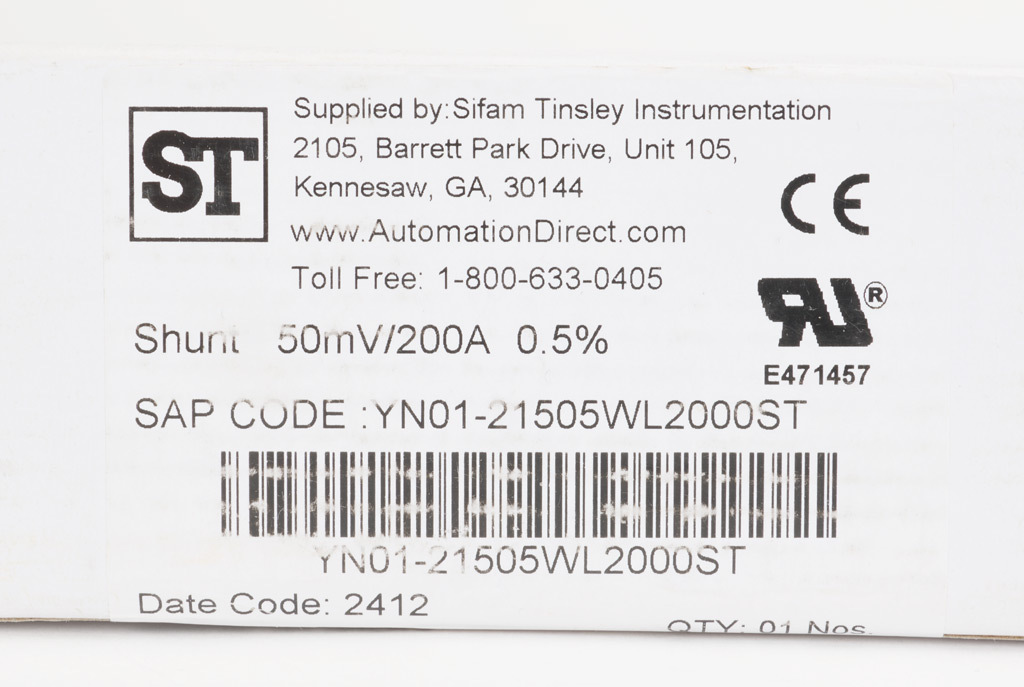 ST
Supplied by:Sifam Tinsley Instrumentation
2105, Barrett Park Drive, Unit 105,
Kennesaw, GA, 30144
www.AutomationDirect.com
Toll Free: 1-800-633-0405
CE
RU®
E471457
Shunt 50mV/200A 0.5%
SAP CODE :YN01-21505WL2000ST
YN01-21505WL2000ST
Date Code: 2412
QTY: 01 Nos.